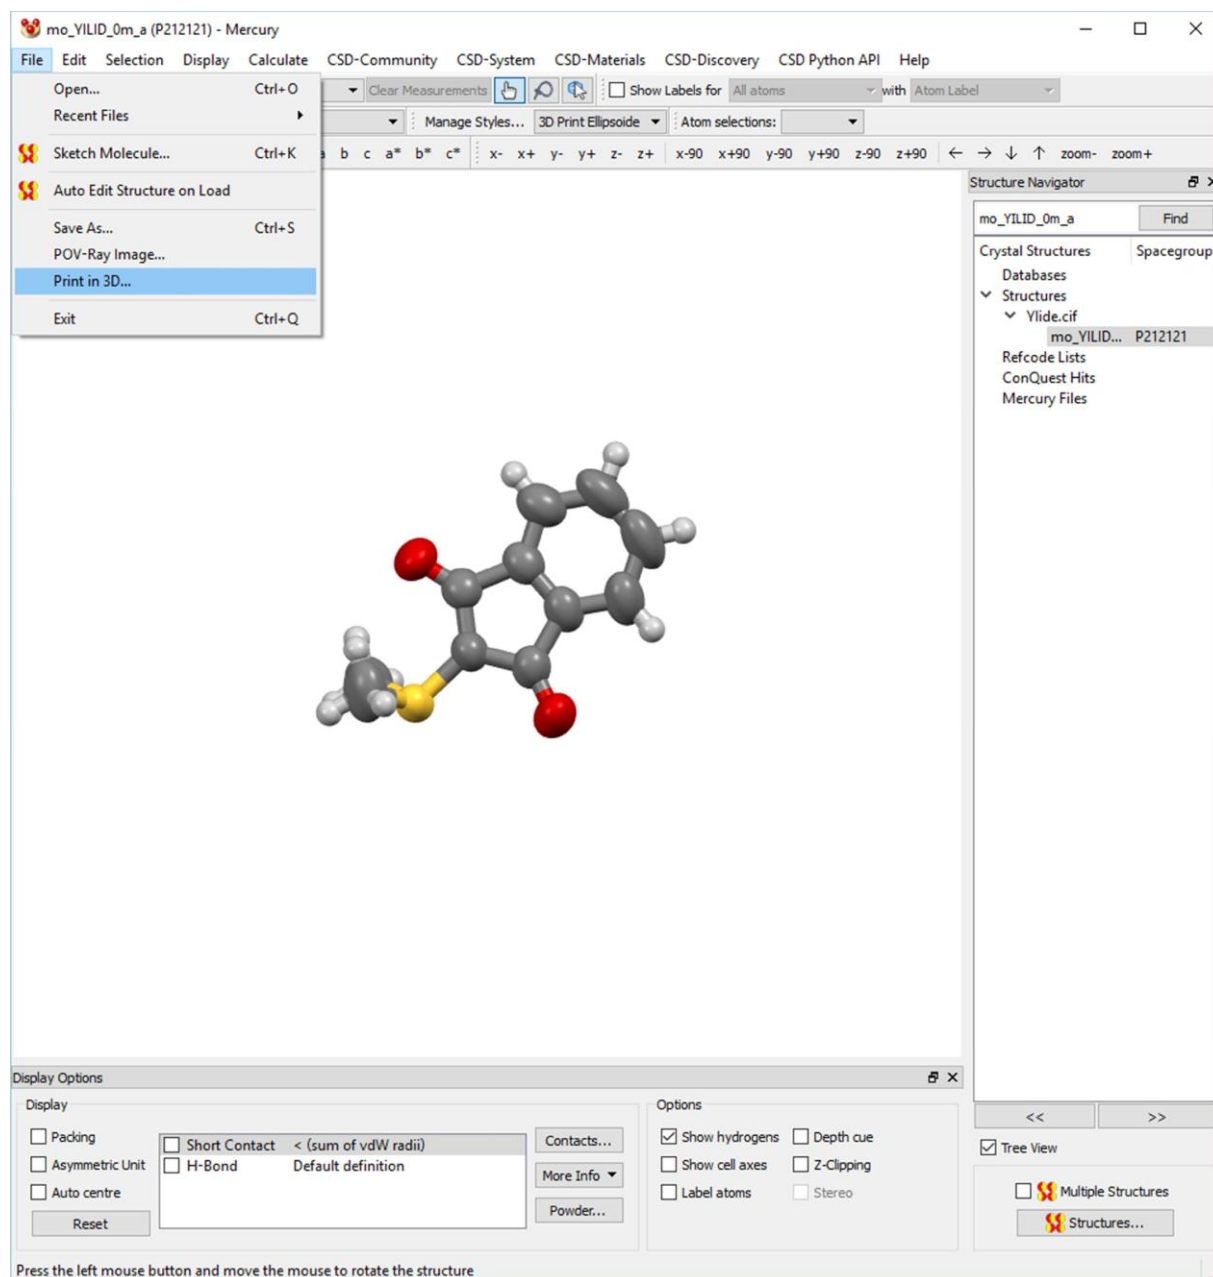 mo_YILID_0m_a (P212121) - Mercury
File Edit Selection Display Calculate CSD-Community CSD-System CSD-Materials CSD-Discovery CSD Python API Help
Open... Ctrl+O
Clear Measurements Show Labels for All atoms with Atom Label
Recent Files
Manage Styles... 3D Print Ellipsoide Atom selections:
Sketch Molecule... Ctrl+K
b c a* b* c* x- x+ y- y+ z- z+ x-90 x+90 y-90 y+90 z-90 z+90 ← → ↓ ↑ zoom- zoom+
Auto Edit Structure on Load
Save As... Ctrl+S
POV-Ray Image...
Print in 3D...
Exit Ctrl+Q
Structure Navigator
mo_YILID_0m_a Find
Crystal Structures Spacegroup
Databases
Structures
Ylide.cif
mo_YILID... P212121
Refcode Lists
ConQuest Hits
Mercury Files
<< >>
Tree View
Multiple Structures
Structures...
Display Options
Display
Packing
Asymmetric Unit
Auto centre
Reset
Short Contact < (sum of vdW radii)
H-Bond Default definition
Contacts...
More Info
Powder...
Options
Show hydrogens Depth cue
Show cell axes Z-Clipping
Label atoms Stereo
Press the left mouse button and move the mouse to rotate the structure